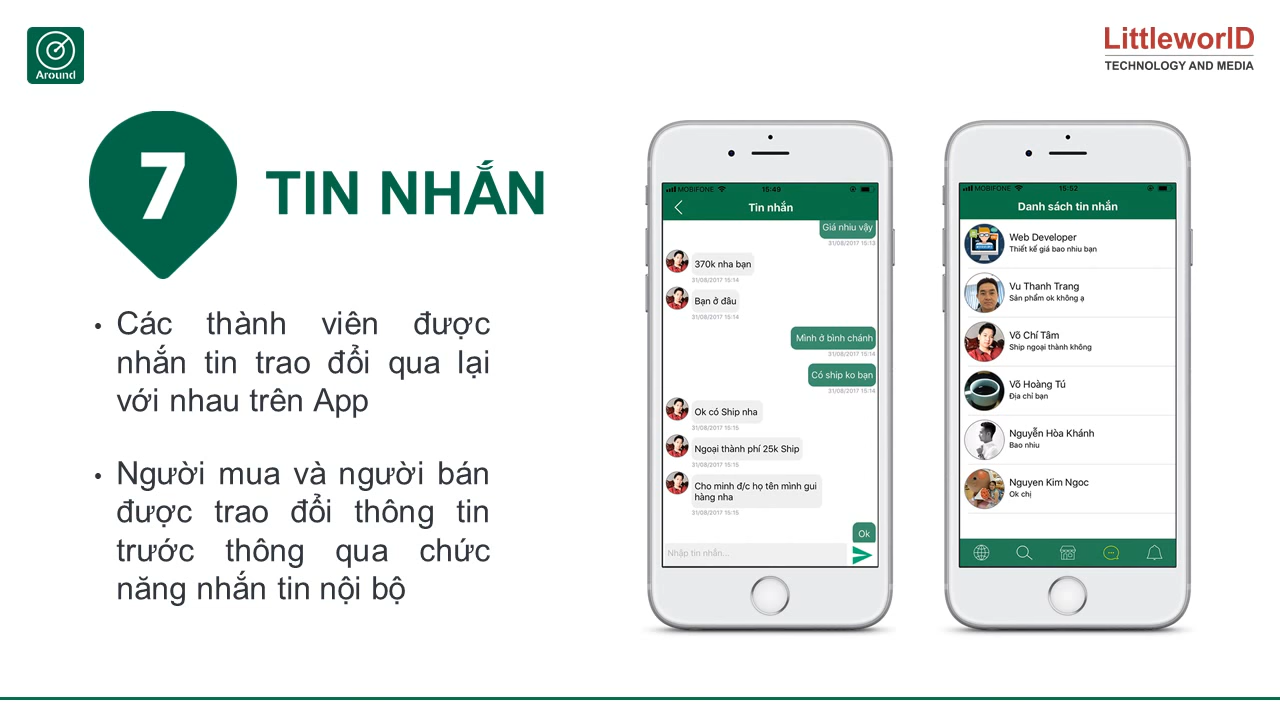 Around
LittleworlD
TECHNOLOGY AND MEDIA
7
TIN NHẮN
• Các thành viên được
nhắn tin trao đổi qua lại
với nhau trên App
• Người mua và người bán
được trao đổi thông tin
trước thông qua chức
năng nhắn tin nội bộ
MOBIFONE 15:49
Tin nhắn
Giá nhiu vậy
31/08/2017 15:13
370k nha bạn
31/08/2017 15:14
Bạn ở đâu
31/08/2017 15:14
Mình ở bình chánh
31/08/2017 15:14
Có ship ko bạn
31/08/2017 15:14
Ok có Ship nha
31/08/2017 15:15
Ngoại thành phí 25k Ship
31/08/2017 15:15
Cho minh đ/c họ tên mình gui
hàng nha
31/08/2017 15:15
Ok
Nhập tin nhắn...
MOBIFONE 15:52
Danh sách tin nhắn
Web Developer
Thiết kế giá bao nhiu bạn
Vu Thanh Trang
Sản phẩm ok không ạ
Võ Chí Tâm
Ship ngoại thành không
Võ Hoàng Tú
Địa chỉ bạn
Nguyễn Hòa Khánh
Bao nhiu
Nguyen Kim Ngoc
Ok chị